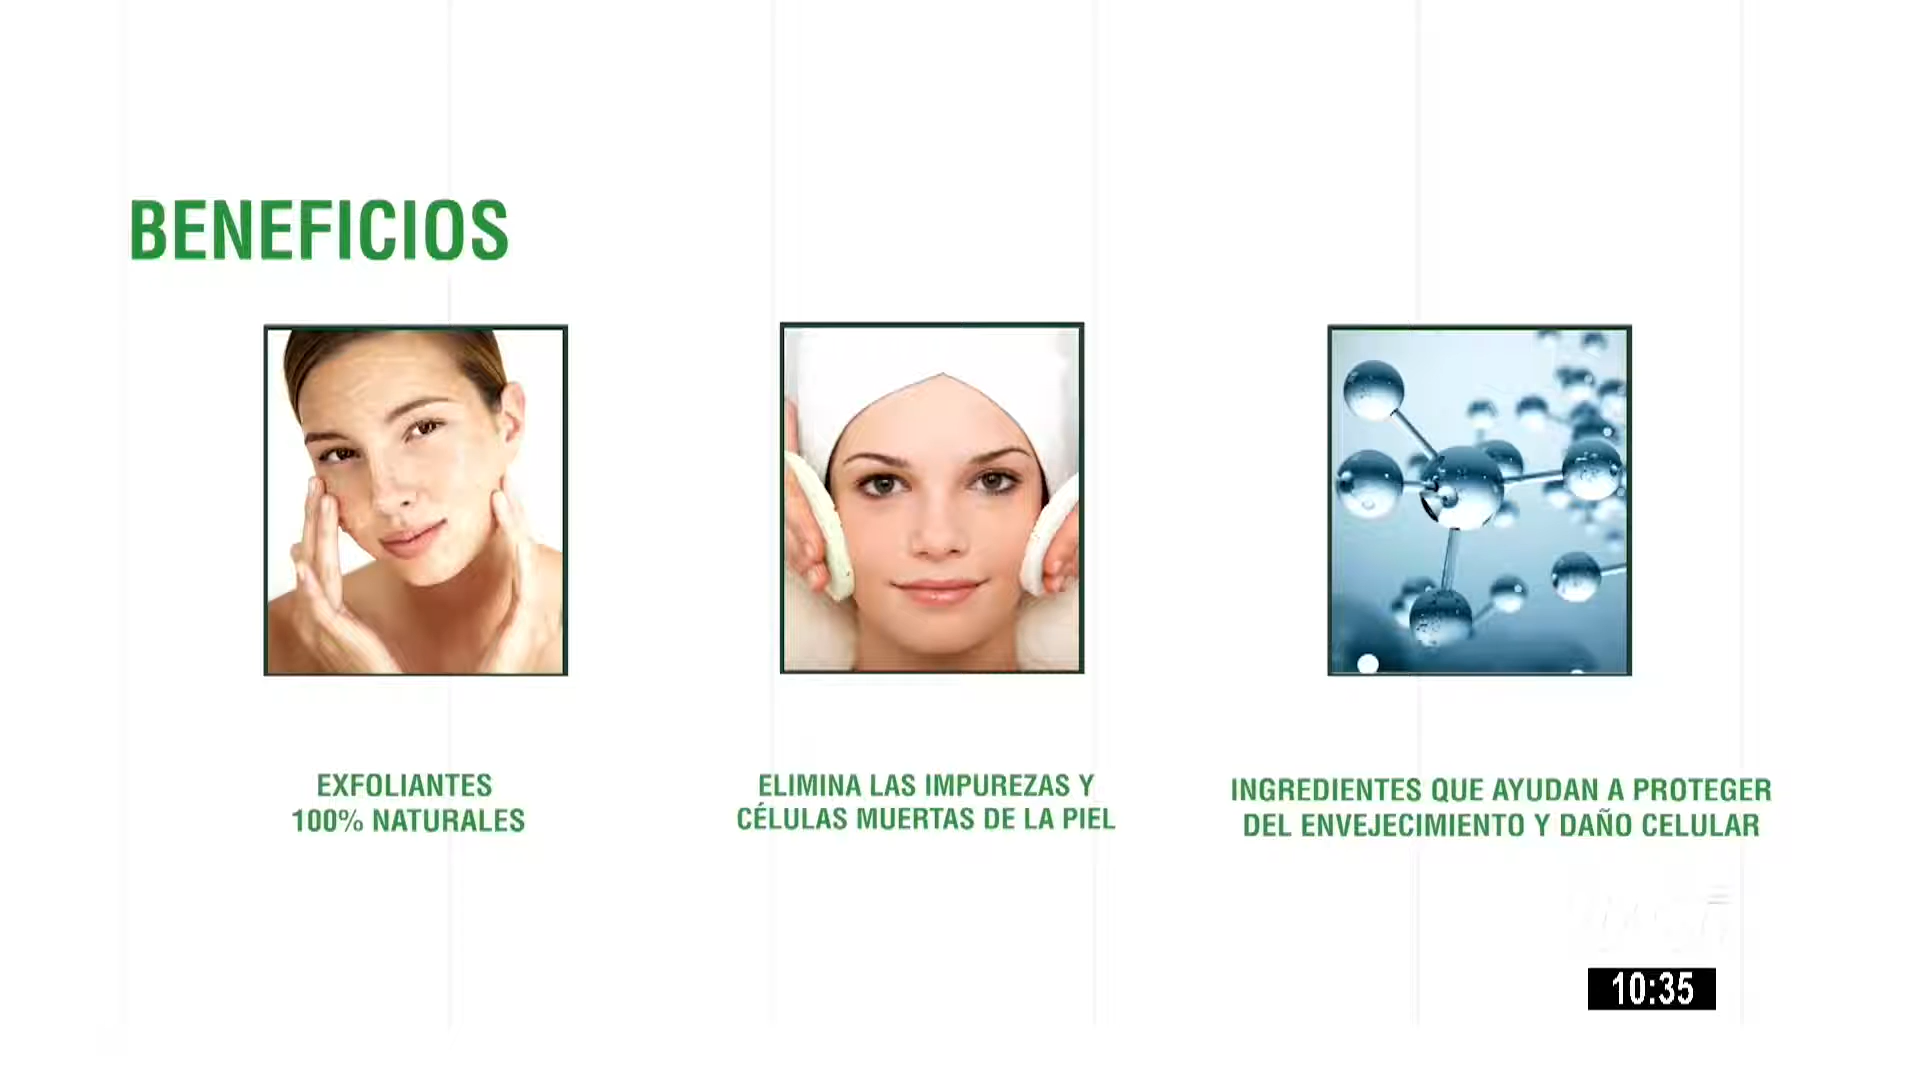 BENEFICIOS
EXFOLIANTES
100% NATURALES
ELIMINA LAS IMPUREZAS Y
CÉLULAS MUERTAS DE LA PIEL
INGREDIENTES QUE AYUDAN A PROTEGER
DEL ENVEJECIMIENTO Y DAÑO CELULAR
10:35